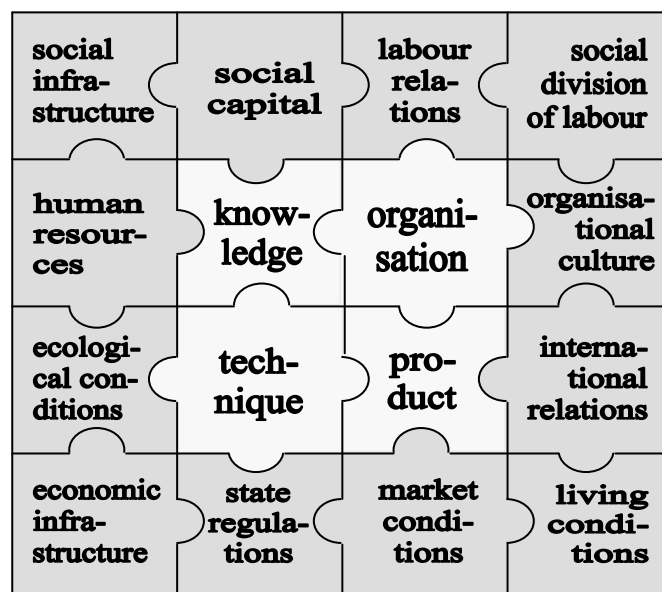 social
infra-
structure
social
capital
labour
rela-
tions
social
division
of labour
human
resour-
ces
know-
ledge
organi-
sation
organisa-
tional
culture
ecologi-
cal con-
ditions
tech-
nique
pro-
duct
interna-
tional
relations
economic
infra-
structure
state
regula-
tions
market
condi-
tions
living
condi-
tions